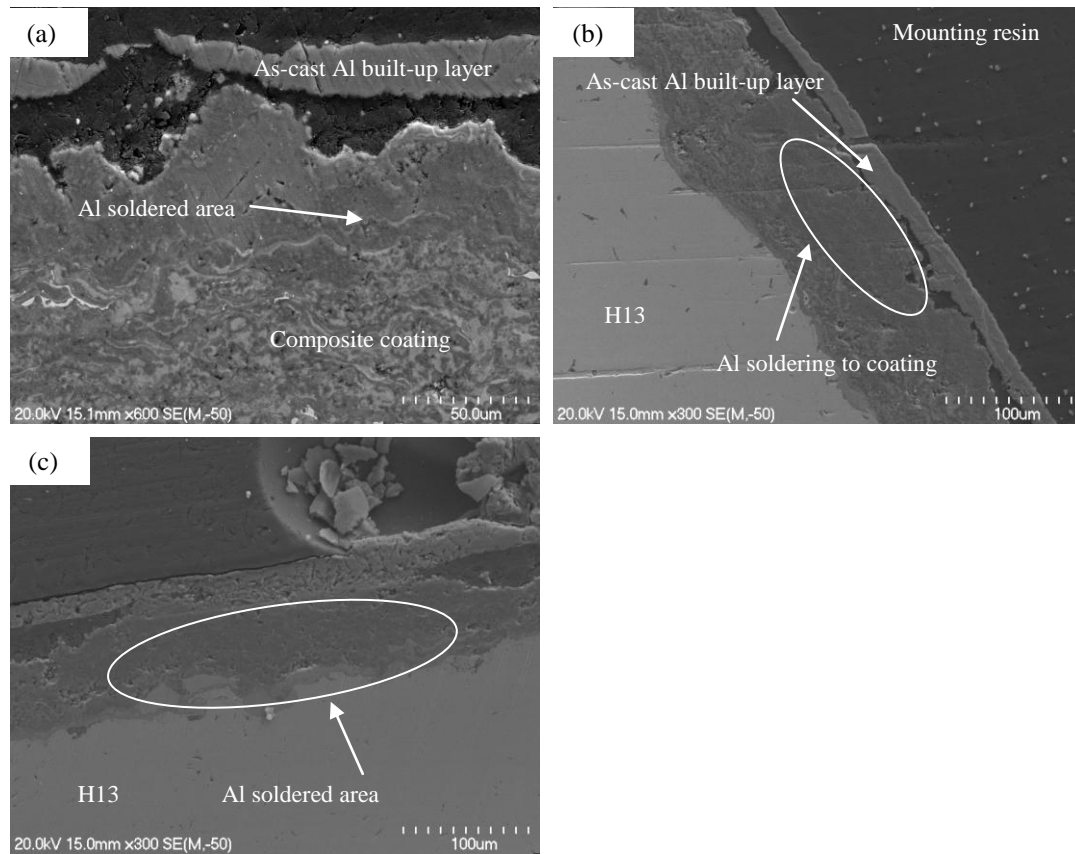 (a)
As-cast Al built-up layer
Al soldered area
Composite coating
20.0kV 15.1mm x600 SE(M,-50)
50.0um
(b)
Mounting resin
As-cast Al built-up
layer
H13
Al soldering to coating
20.0kV 15.0mm x300 SE(M,-50)
100um
(c)
H13
Al soldered area
20.0kV 15.0mm x300 SE(M,-50)
100um